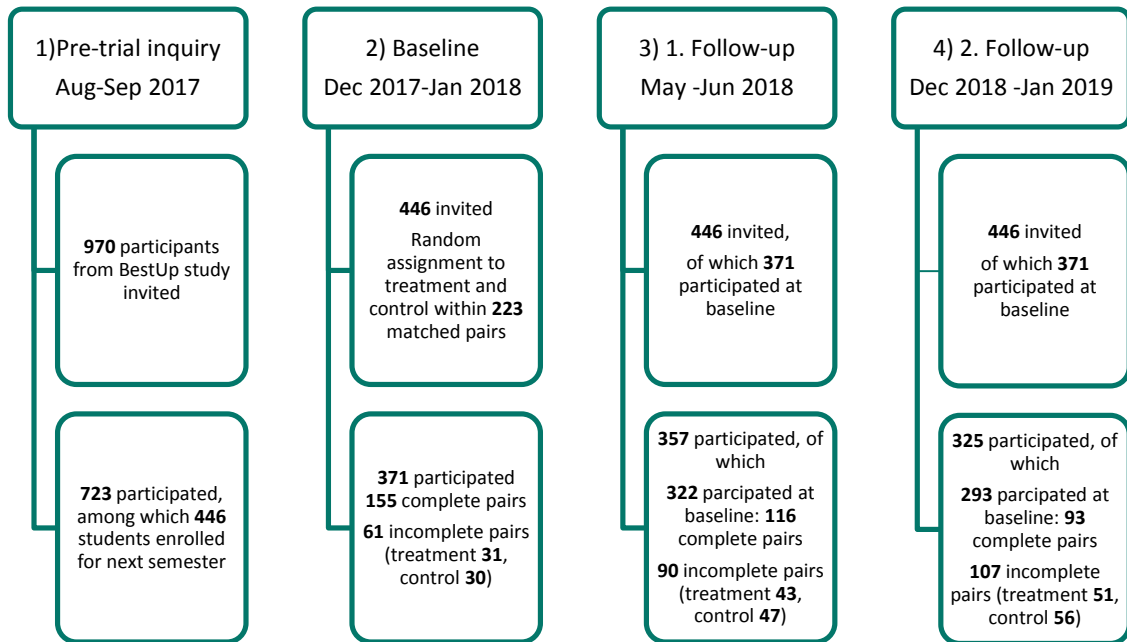 1)Pre-trial inquiry
Aug-Sep 2017
970 participants
from BestUp study
invited
723 participated,
among which 446
students enrolled
for next semester
2) Baseline
Dec 2017-Jan 2018
446 invited
Random
assignment to
treatment and
control within 223
matched pairs
371 participated
155 complete pairs
61 incomplete pairs
(treatment 31,
control 30)
3) 1. Follow-up
May -Jun 2018
446 invited,
of which 371
participated at
baseline
357 participated, of
which
322 parcipated at
baseline: 116
complete pairs
90 incomplete pairs
(treatment 43,
control 47)
4) 2. Follow-up
Dec 2018 -Jan 2019
446 invited
of which 371
participated at
baseline
325 participated, of
which
293 parcipated at
baseline: 93
complete pairs
107 incomplete
pairs (treatment 51,
control 56)